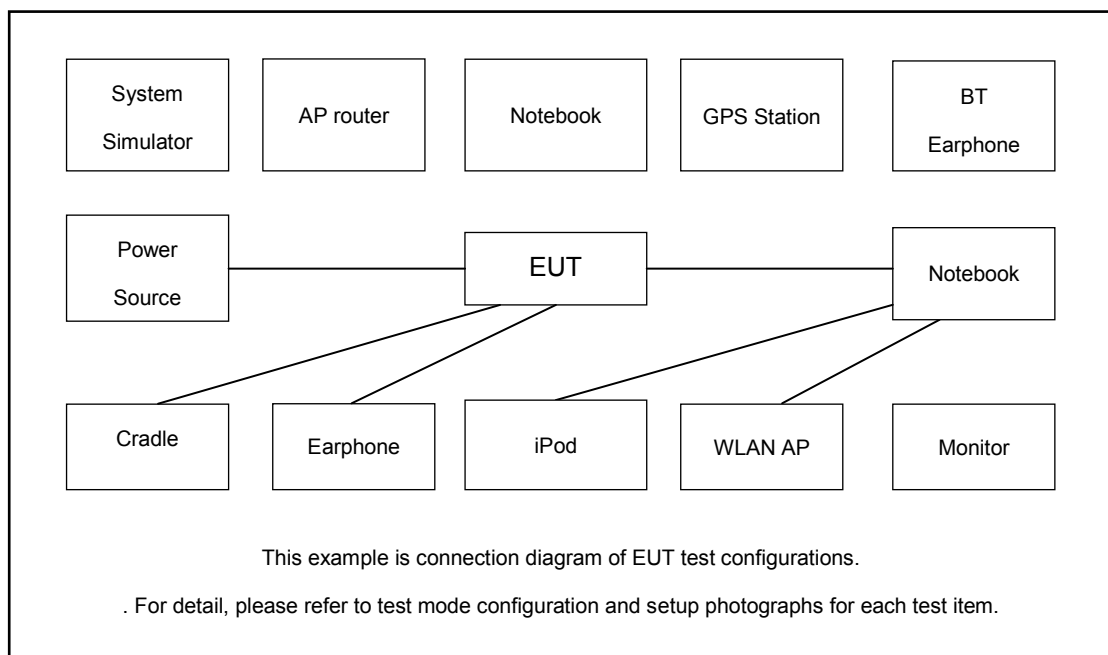 System
Simulator
AP router
Notebook
GPS Station
BT
Earphone
Power
Source
EUT
Notebook
Cradle
Earphone
iPod
WLAN AP
Monitor
This example is connection diagram of EUT test configurations.
. For detail, please refer to test mode configuration and setup photographs for each test item.